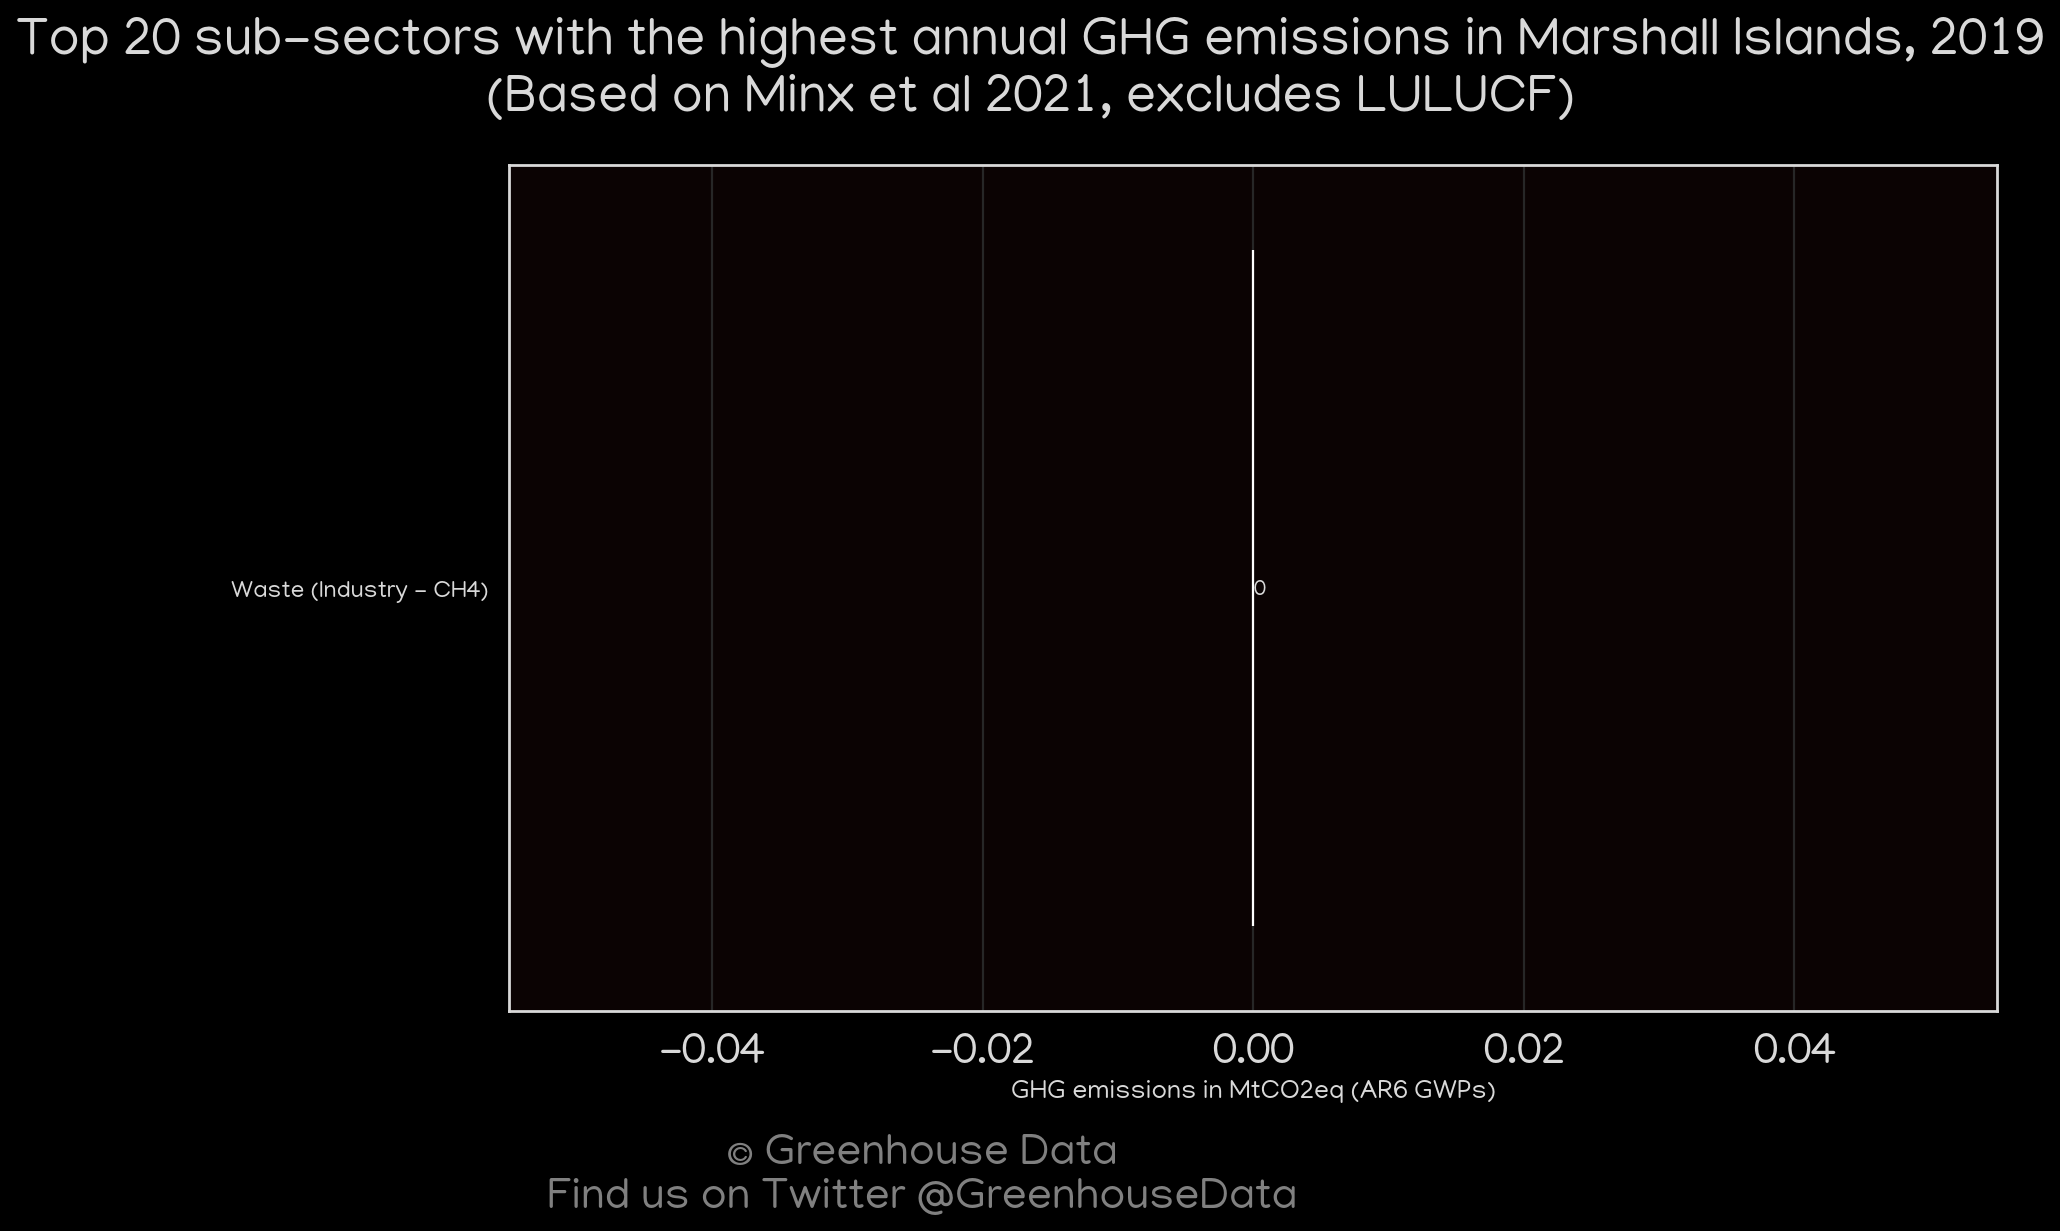 Top 20 sub-sectors with the highest annual GHG emissions in Marshall Islands, 2019
(Based on Minx et al 2021, excludes LULUCF)
Waste (Industry - CH4)
0
-0.04 -0.02 0.00 0.02 0.04
GHG emissions in MtCO2eq (AR6 GWPs)
© Greenhouse Data
Find us on Twitter @GreenhouseData